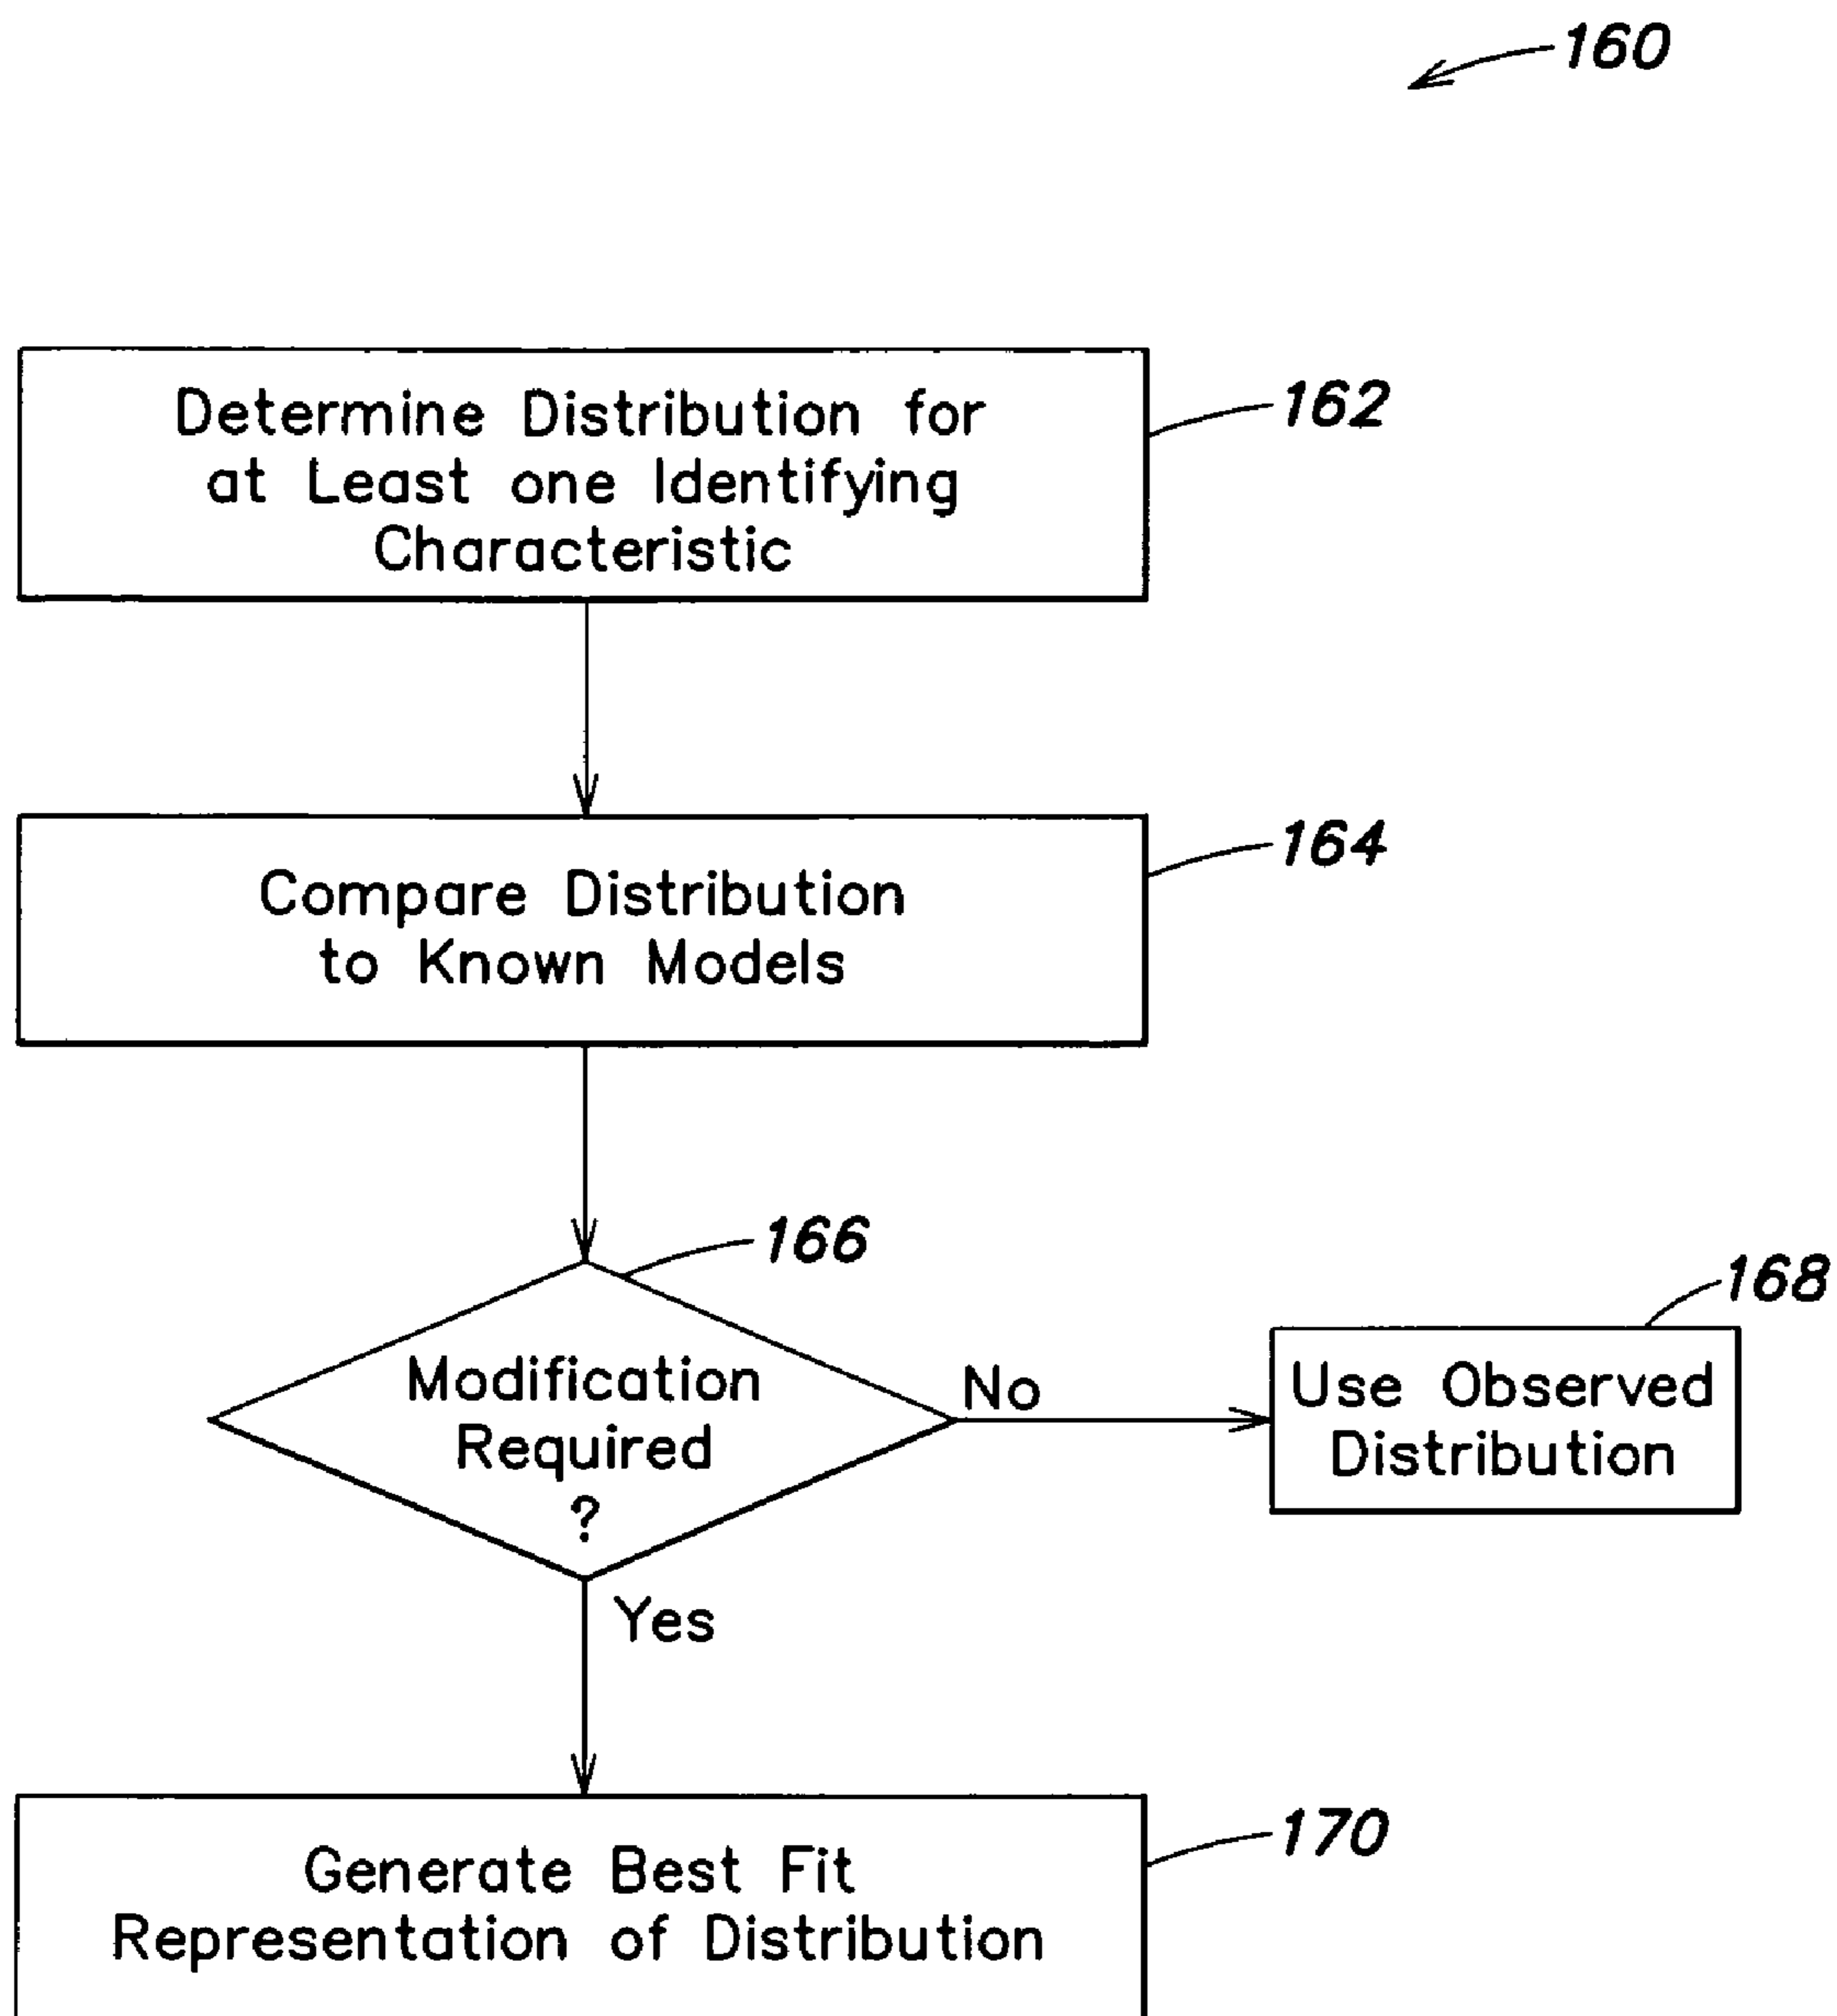 160
Determine Distribution for
at Least one Identifying
Characteristic
162
Compare Distribution
to Known Models
164
166
Modification
Required
?
No
168
Use Observed
Distribution
Yes
Generate Best Fit
Representation of Distribution
170